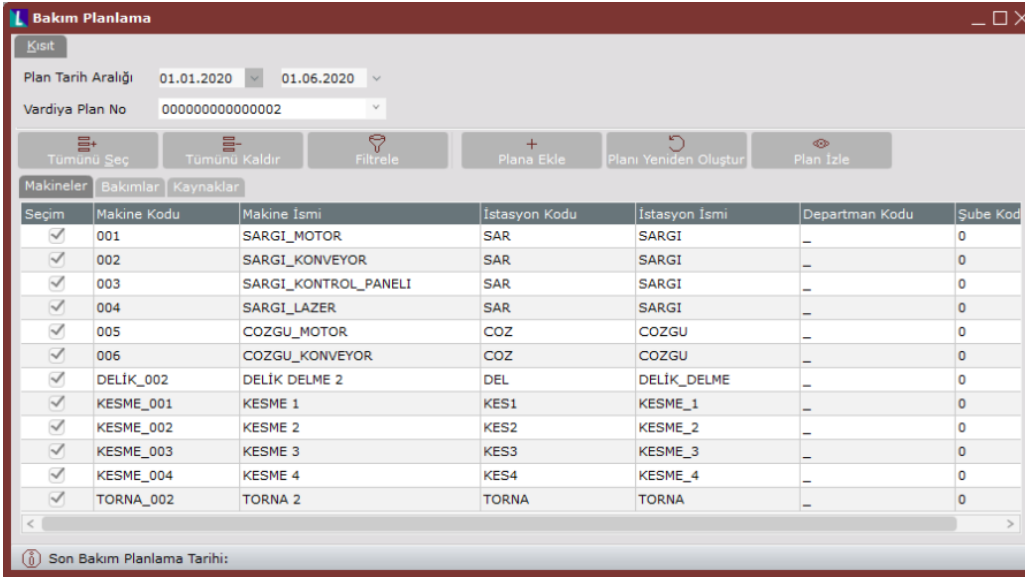 Bakım Planlama
Kısıt
Plan Tarih Aralığı 01.01.2020 01.06.2020
Vardiya Plan No 000000000000002
Tümünü Seç Tümünü Kaldır Filtrele Plana Ekle Planı Yeniden Oluştur Plan İzle
Makineler Bakımlar Kaynaklar
Seçim Makine Kodu Makine İsmi İstasyon Kodu İstasyon İsmi Departman Kodu Şube Kod
001 SARGI_MOTOR SAR SARGI _ 0
002 SARGI_KONVEYOR SAR SARGI _ 0
003 SARGI_KONTROL_PANELI SAR SARGI _ 0
004 SARGI_LAZER SAR SARGI _ 0
005 COZGU_MOTOR COZ COZGU _ 0
006 COZGU_KONVEYOR COZ COZGU _ 0
DELİK_002 DELİK DELME 2 DEL DELİK_DELME _ 0
KESME_001 KESME 1 KES1 KESME_1 _ 0
KESME_002 KESME 2 KES2 KESME_2 _ 0
KESME_003 KESME 3 KES3 KESME_3 _ 0
KESME_004 KESME 4 KES4 KESME_4 _ 0
TORNA_002 TORNA 2 TORNA TORNA _ 0
Son Bakım Planlama Tarihi: